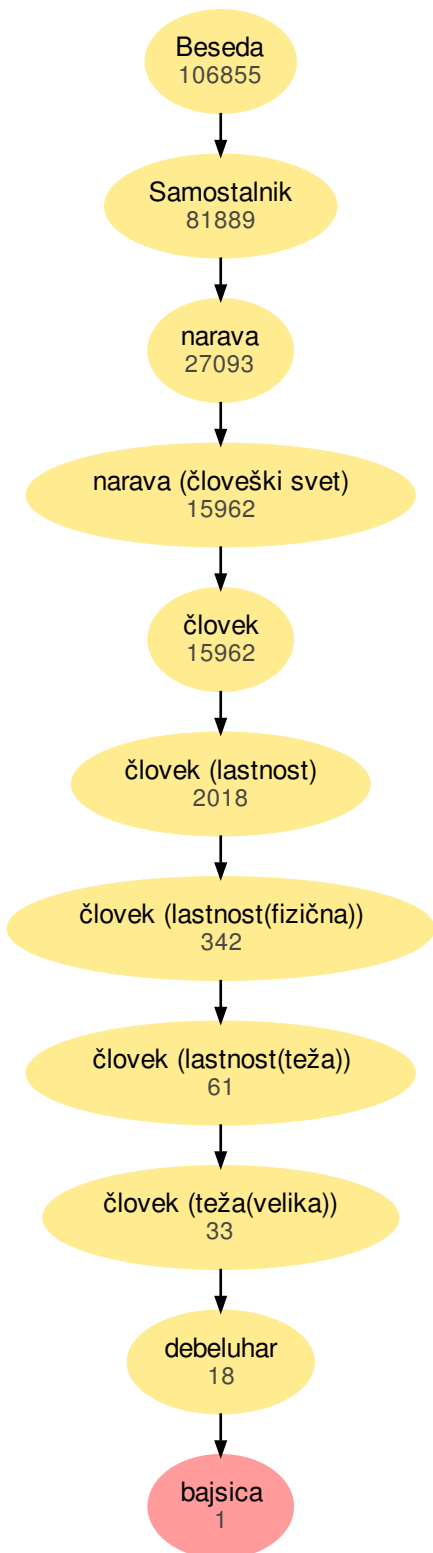 Beseda
106855
Samostalnik
81889
narava
27093
narava (človeški svet)
15962
človek
15962
človek (lastnost)
2018
človek (lastnost(fizična))
342
človek (lastnost(teža))
61
človek (teža(velika))
33
debeluhar
18
bajsica
1